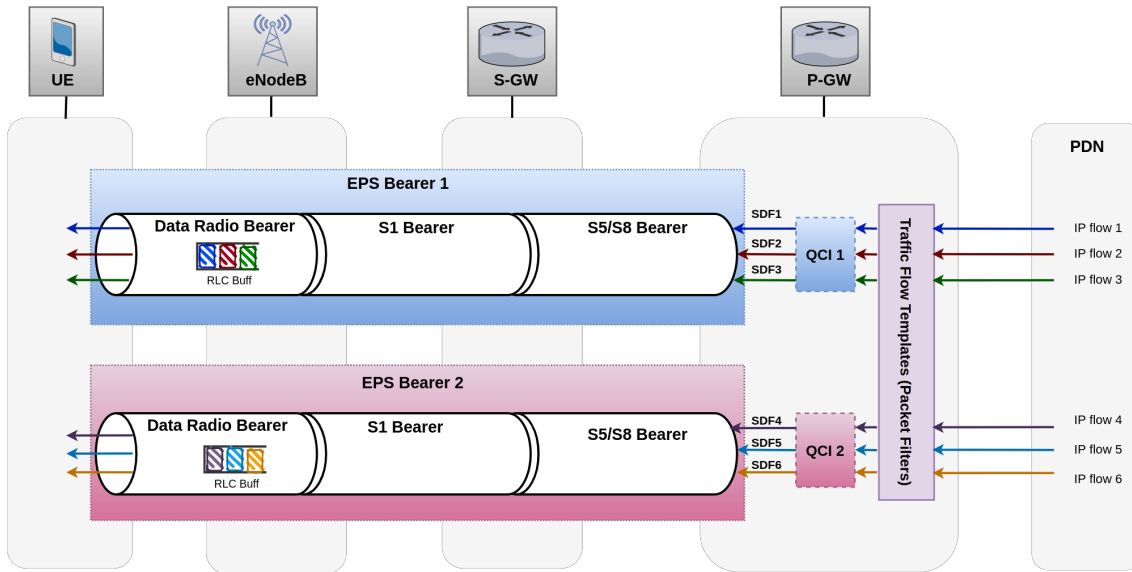 UE
eNodeB
S-GW
P-GW
PDN
EPS Bearer 1
Data Radio Bearer
S1 Bearer
S5/S8 Bearer
RLC Buff
SDF1
SDF2
SDF3
QCI 1
Traffic Flow Templates (Packet Filters)
IP flow 1
IP flow 2
IP flow 3
EPS Bearer 2
Data Radio Bearer
S1 Bearer
S5/S8 Bearer
RLC Buff
SDF4
SDF5
SDF6
QCI 2
IP flow 4
IP flow 5
IP flow 6